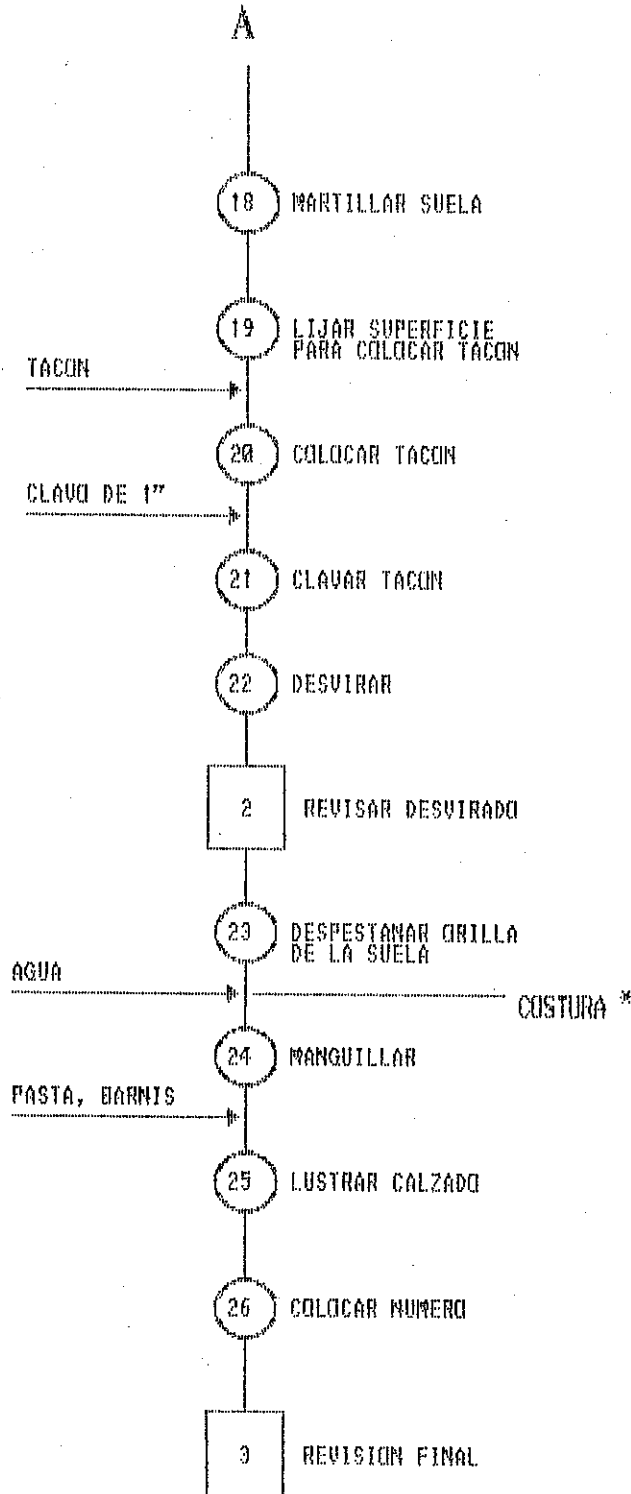 A
18 MARTILLAR SUELA
19 LIJAR SUPERFICIE
PARA COLOCAR TACON
TACON
20 COLOCAR TACON
CLAVO DE 1"
21 CLAVAR TACON
22 DESVIRAR
2 REVISAR DESVIRADO
23 DESPESTANAR ORILLA
DE LA SUELA
AGUA
COSTURA *
24 MANGUILLAR
PASTA, BARNIS
25 LUSTRAR CALZADO
26 COLOCAR NUMERO
3 REVISION FINAL